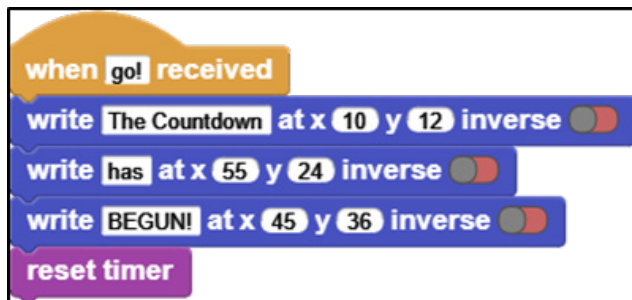 when go! received
write The Countdown at x 10 y 12 inverse
write has at x 55 y 24 inverse
write BEGUN! at x 45 y 36 inverse
reset timer